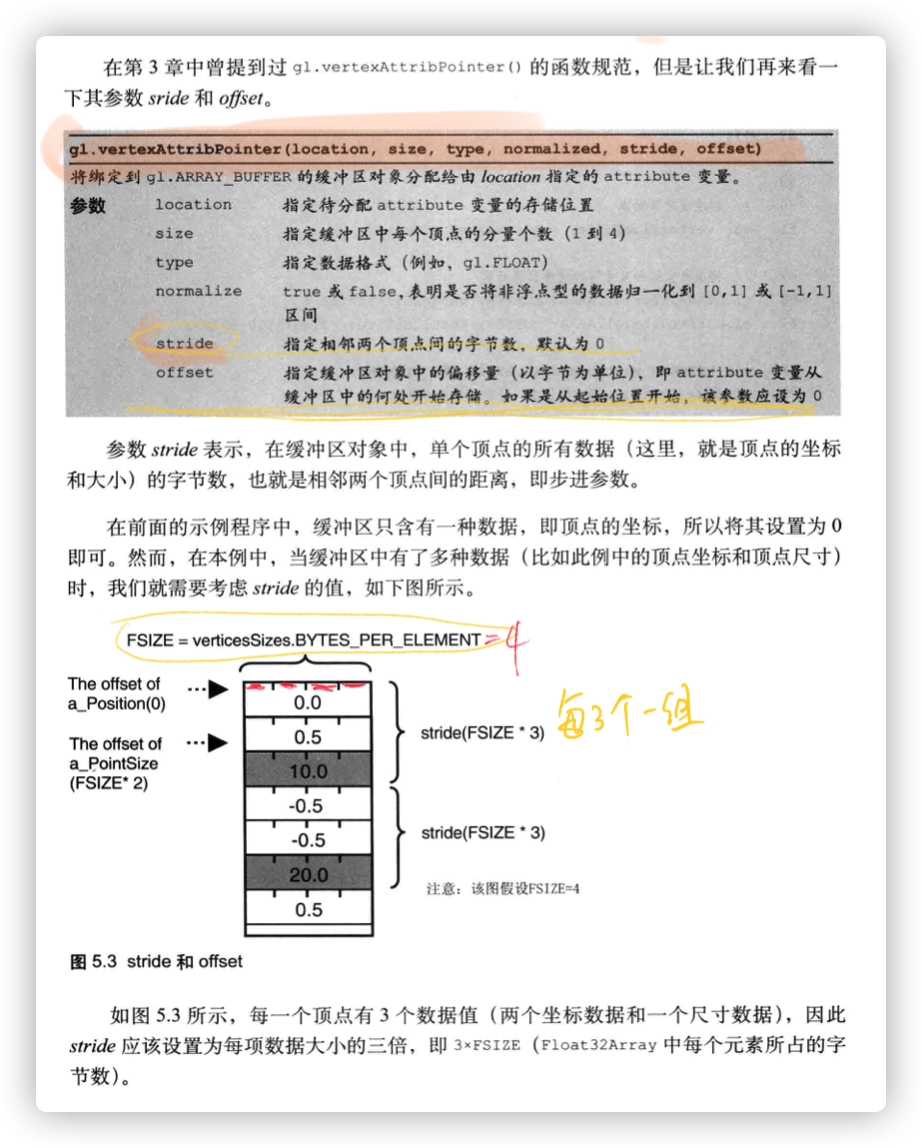 在第 3 章中曾提到过 gl.vertexAttribPointer() 的函数规范，但是让我们再来看一
下其参数 sride 和 offset。
gl.vertexAttribPointer(location, size, type, normalized, stride, offset)
将绑定到 gl.ARRAY_BUFFER 的缓冲区对象分配给由 location 指定的 attribute 变量。
参数 location 指定待分配 attribute 变量的存储位置
size 指定缓冲区中每个顶点的分量个数（1 到 4）
type 指定数据格式（例如，gl.FLOAT）
normalize true 或 false，表明是否将非浮点型的数据归一化到 [0,1] 或 [-1,1]
区间
stride 指定相邻两个顶点间的字节数，默认为 0
offset 指定缓冲区对象中的偏移量（以字节为单位），即 attribute 变量从
缓冲区中的何处开始存储。如果是从起始位置开始，该参数应设为 0
参数 stride 表示，在缓冲区对象中，单个顶点的所有数据（这里，就是顶点的坐标
和大小）的字节数，也就是相邻两个顶点间的距离，即步进参数。
在前面的示例程序中，缓冲区只含有一种数据，即顶点的坐标，所以将其设置为 0
即可。然而，在本例中，当缓冲区中有了多种数据（比如此例中的顶点坐标和顶点尺寸）
时，我们就需要考虑 stride 的值，如下图所示。
FSIZE = verticesSizes.BYTES_PER_ELEMENT =4
The offset of
a_Position(0)
The offset of
a_PointSize
(FSIZE* 2)
0.0
0.5
10.0
-0.5
-0.5
20.0
0.5
stride(FSIZE * 3) 每3个一组
stride(FSIZE * 3)
注意：该图假设FSIZE=4
图 5.3 stride 和 offset
如图 5.3 所示，每一个顶点有 3 个数据值（两个坐标数据和一个尺寸数据），因此
stride 应该设置为每项数据大小的三倍，即 3×FSIZE（Float32Array 中每个元素所占的字
节数）。